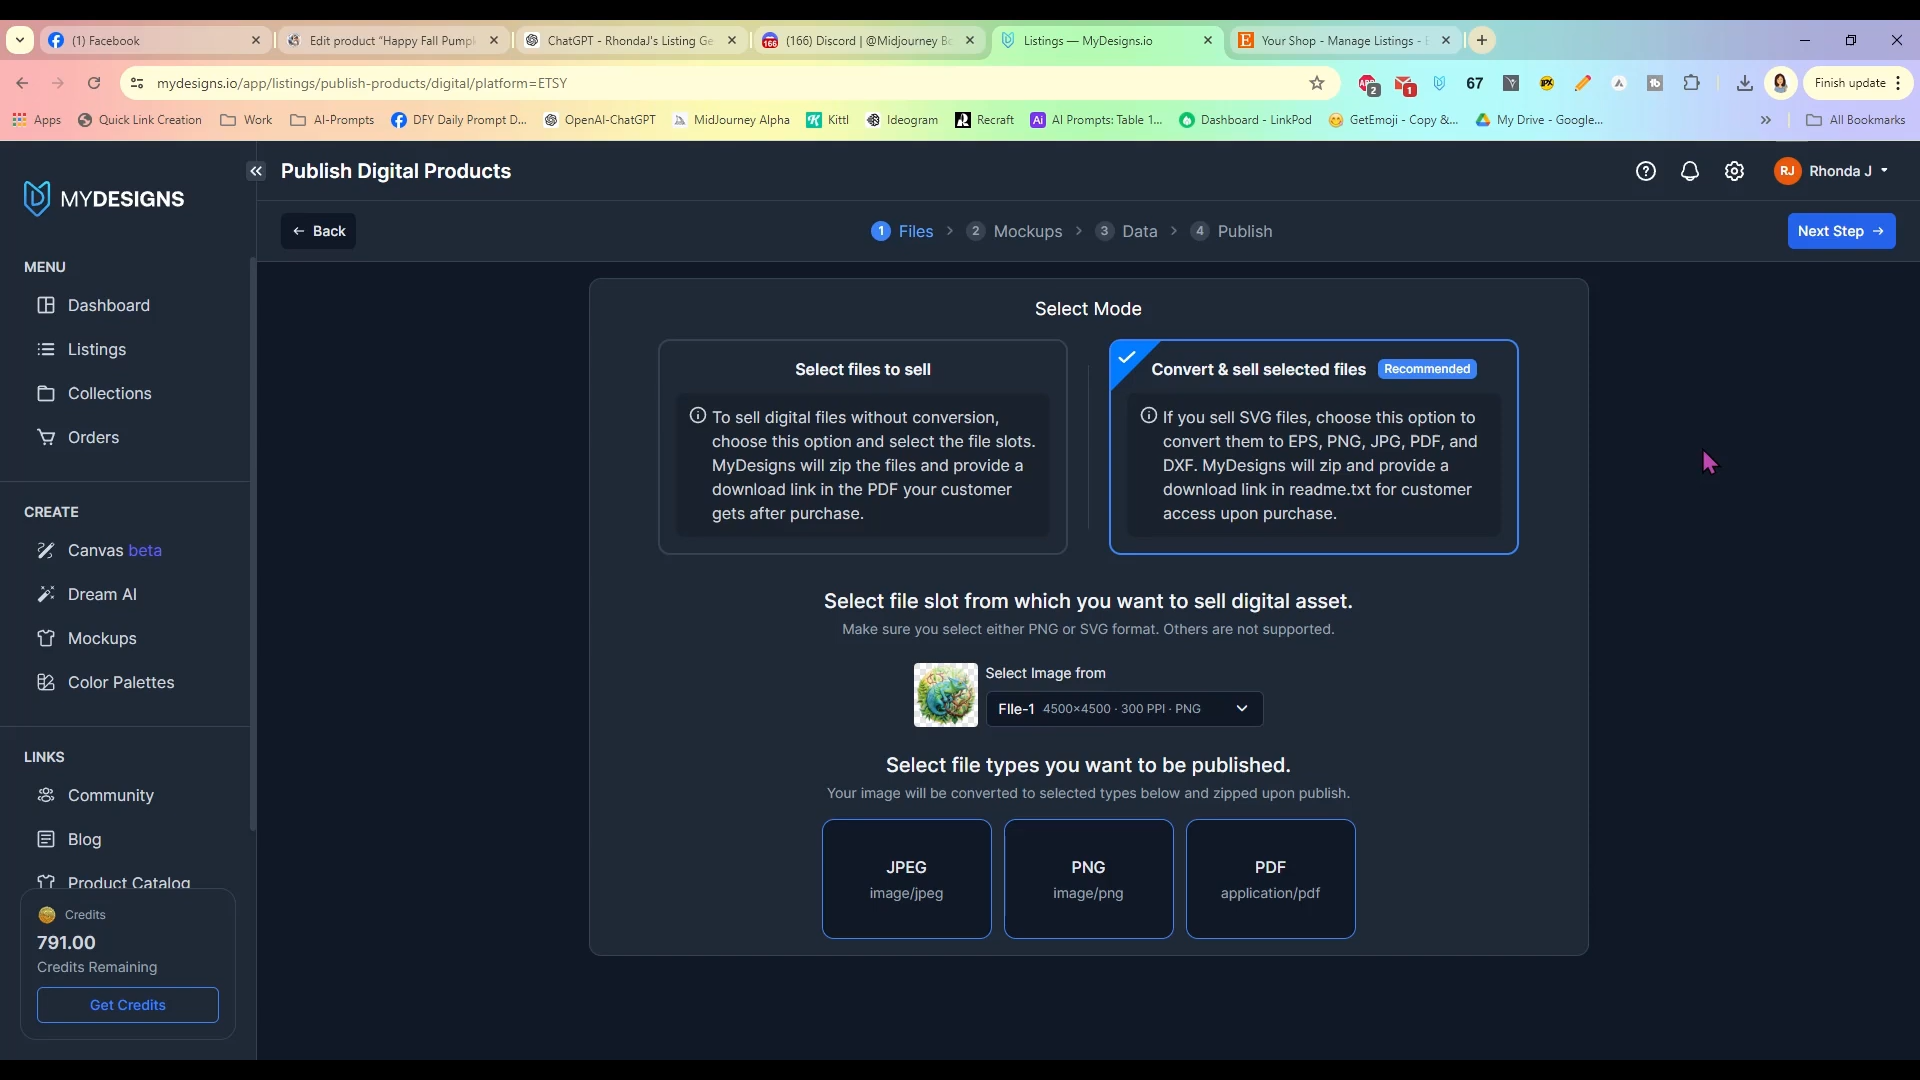 (1) Facebook
Edit product "Happy Fall Pump
ChatGPT - RhondaJ's Listing Ge
(166) Discord | @Midjourney Bo
Listings — MyDesigns.io
Your Shop - Manage Listings -
mydesigns.io/app/listings/publish-products/digital/platform=ETSY
67
Finish update
Apps
Quick Link Creation
Work
AI-Prompts
DFY Daily Prompt D...
OpenAI-ChatGPT
MidJourney Alpha
Kittl
Ideogram
Recraft
AI Prompts: Table 1...
Dashboard - LinkPod
GetEmoji - Copy &...
My Drive - Google...
All Bookmarks
MYDESIGNS
Publish Digital Products
RJ Rhonda J
Back
1 Files
2 Mockups
3 Data
4 Publish
Next Step
MENU
Dashboard
Listings
Collections
Orders
CREATE
Canvas beta
Dream AI
Mockups
Color Palettes
LINKS
Community
Blog
Product Catalog
Credits
791.00
Credits Remaining
Get Credits
Select Mode
Select files to sell
To sell digital files without conversion,
choose this option and select the file slots.
MyDesigns will zip the files and provide a
download link in the PDF your customer
gets after purchase.
Convert & sell selected files Recommended
If you sell SVG files, choose this option to
convert them to EPS, PNG, JPG, PDF, and
DXF. MyDesigns will zip and provide a
download link in readme.txt for customer
access upon purchase.
Select file slot from which you want to sell digital asset.
Make sure you select either PNG or SVG format. Others are not supported.
Select Image from
FIle-1 4500×4500 · 300 PPI · PNG
Select file types you want to be published.
Your image will be converted to selected types below and zipped upon publish.
JPEG
image/jpeg
PNG
image/png
PDF
application/pdf